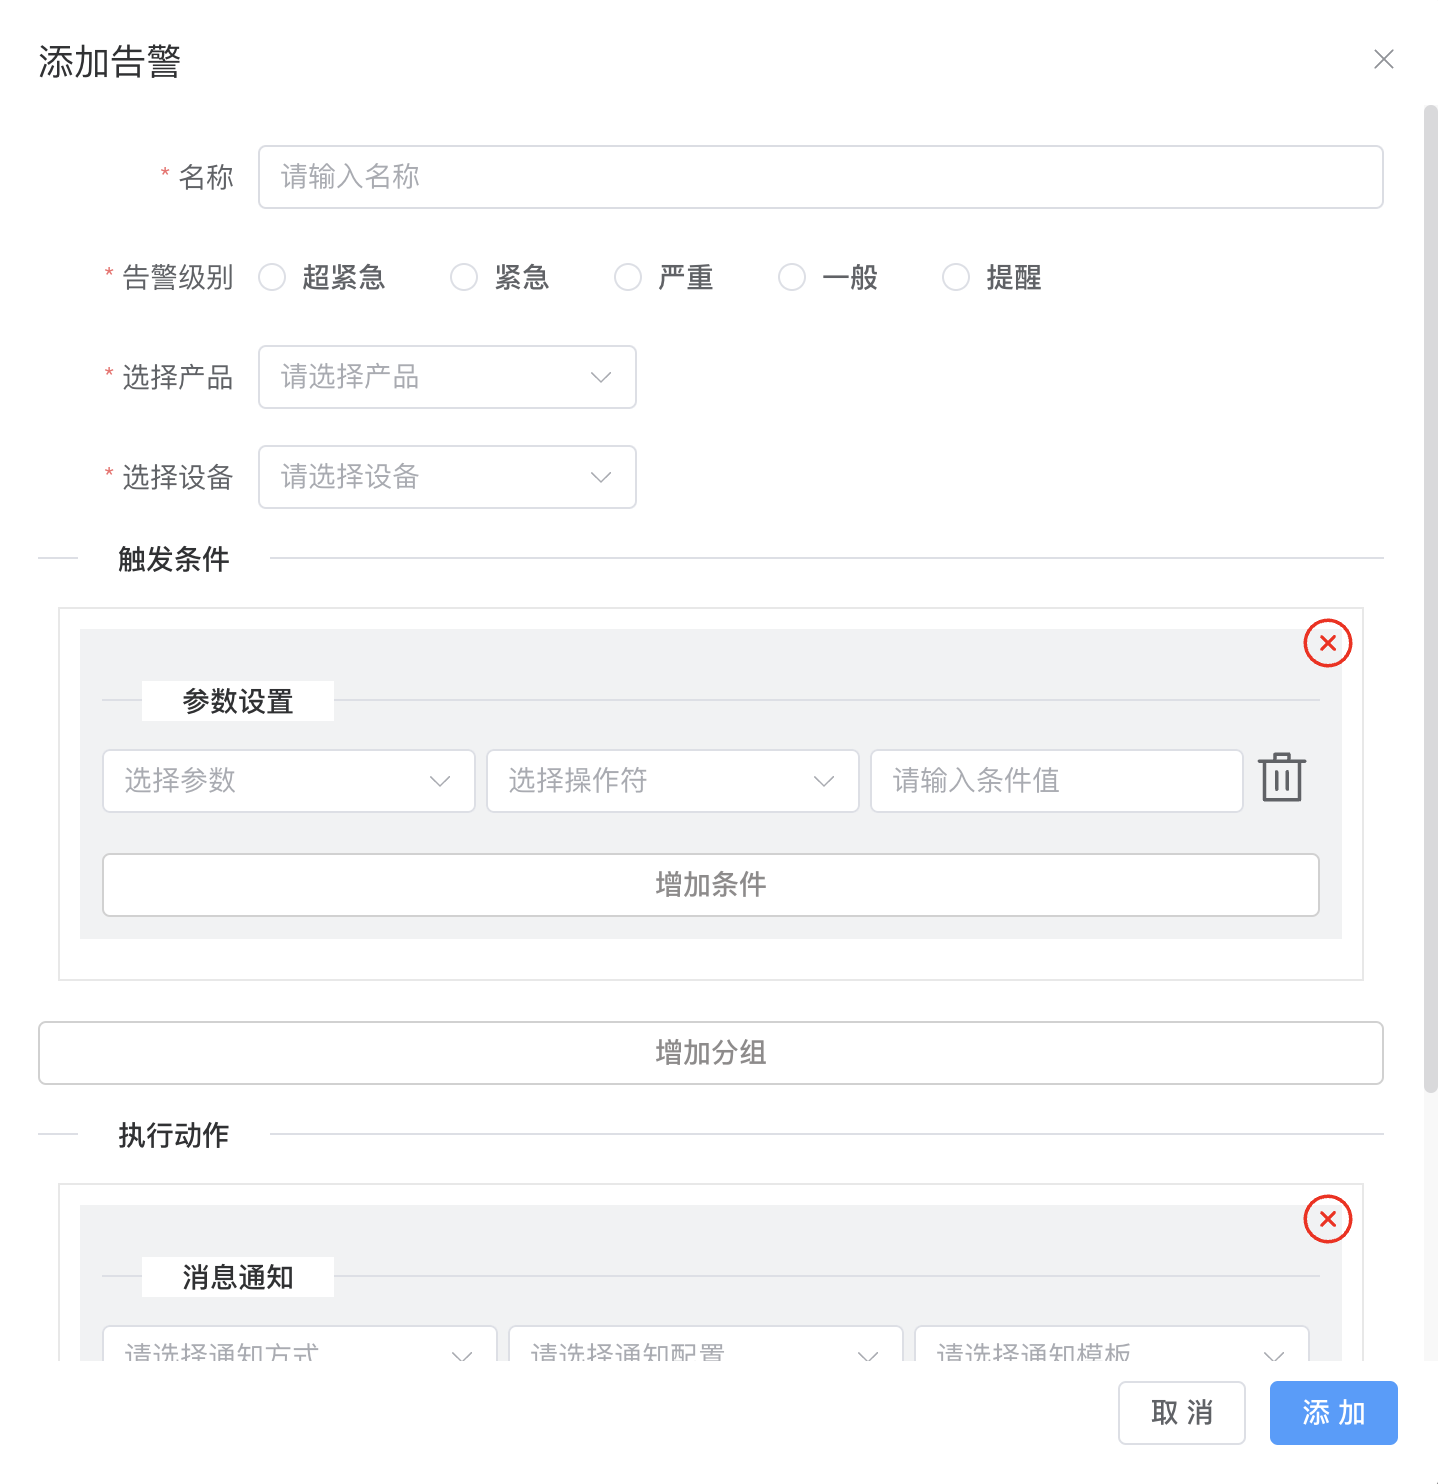 添加告警
* 名称 请输入名称
* 告警级别 超紧急 紧急 严重 一般 提醒
* 选择产品 请选择产品
* 选择设备 请选择设备
触发条件
参数设置
选择参数 选择操作符 请输入条件值
增加条件
增加分组
执行动作
消息通知
请选择通知方式 请选择通知配置 请选择通知模板
取 消 添 加